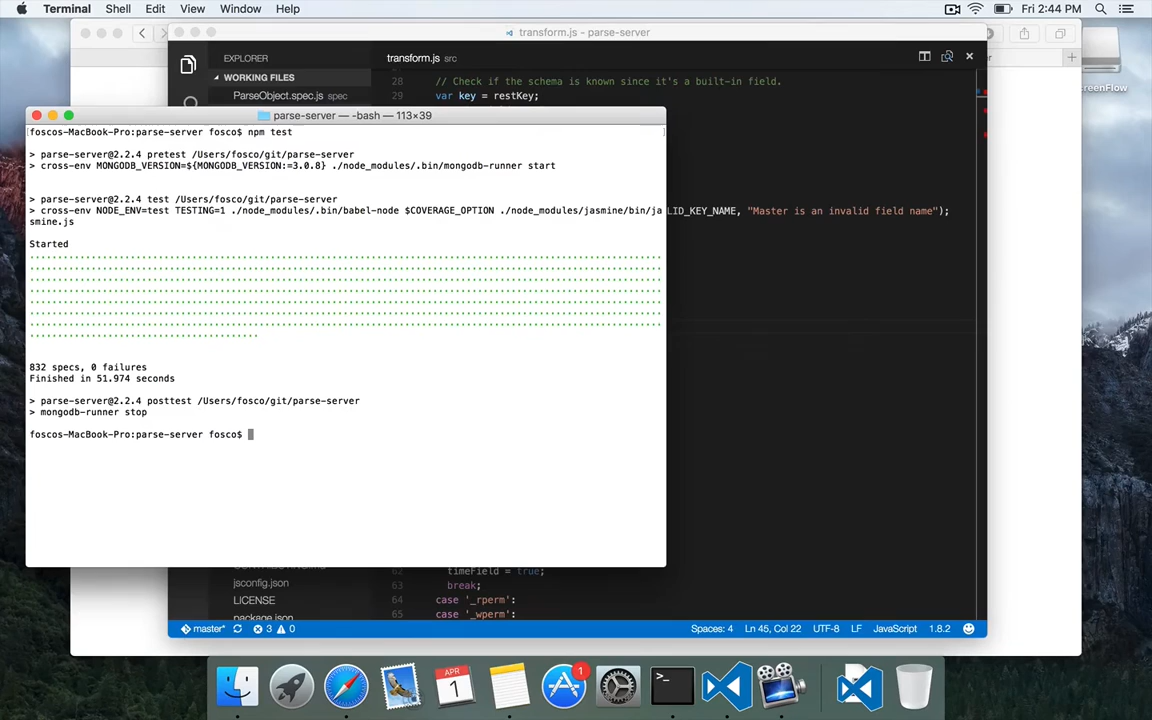 Terminal Shell Edit View Window Help Fri 2:44 PM
transform.js - parse-server
EXPLORER
transform.js src
WORKING FILES
ParseObject.spec.js spec
28 // Check if the schema is known since it's a built-in field.
29 var key = restKey;
parse-server — -bash — 113×39
[foscos-MacBook-Pro:parse-server fosco$ npm test ]
> parse-server@2.2.4 pretest /Users/fosco/git/parse-server
> cross-env MONGODB_VERSION=${MONGODB_VERSION:=3.0.8} ./node_modules/.bin/mongodb-runner start
> parse-server@2.2.4 test /Users/fosco/git/parse-server
> cross-env NODE_ENV=test TESTING=1 ./node_modules/.bin/babel-node $COVERAGE_OPTION ./node_modules/jasmine/bin/ja
smine.js
LID_KEY_NAME, "Master is an invalid field name");
Started
832 specs, 0 failures
Finished in 51.974 seconds
> parse-server@2.2.4 posttest /Users/fosco/git/parse-server
> mongodb-runner stop
foscos-MacBook-Pro:parse-server fosco$
timeField = true;
jsconfig.json
63 break;
LICENSE
64 case '_rperm':
package.json
65 case '_wperm':
master* 3 0 Spaces: 4 Ln 45, Col 22 UTF-8 LF JavaScript 1.8.2
APR
1
1